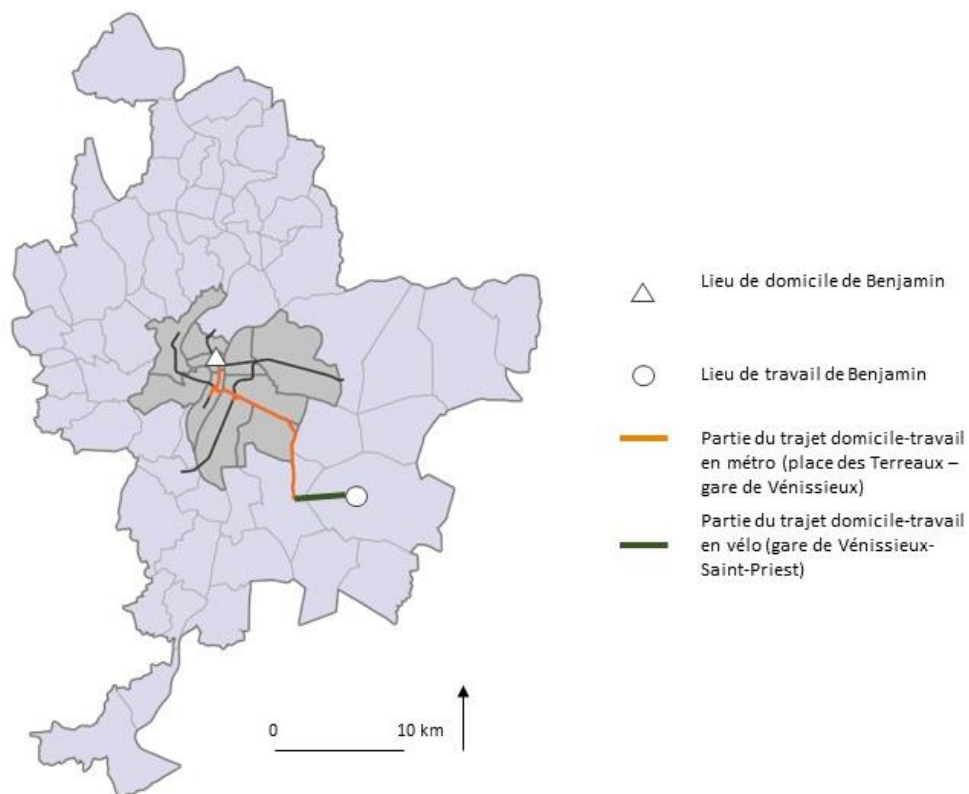 Lieu de domicile de Benjamin
Lieu de travail de Benjamin
Partie du trajet domicile-travail
en métro (place des Terreaux –
gare de Vénissieux)
Partie du trajet domicile-travail
en vélo (gare de Vénissieux-
Saint-Priest)
0 10 km